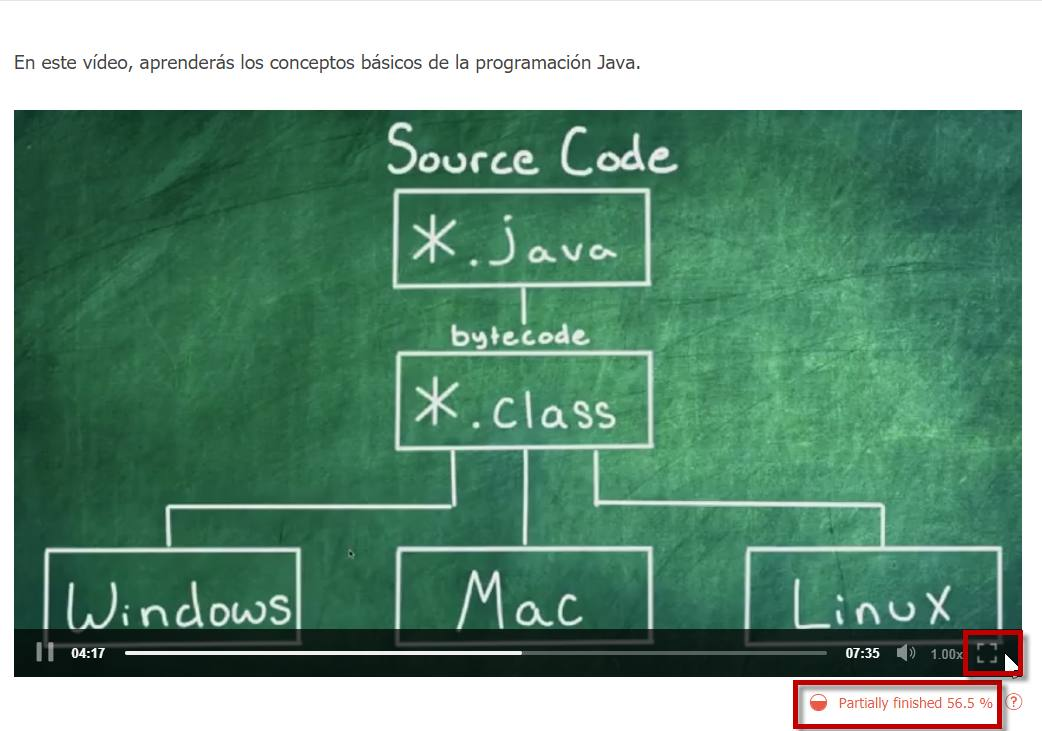 En este vídeo, aprenderás los conceptos básicos de la programación Java.
Source Code
*.java
bytecode
*.class
Windows Mac Linux
04:17 07:35 1.00x
Partially finished 56.5 % ?